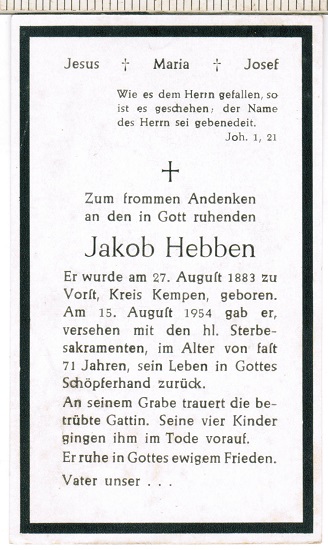 Jesus † Maria † Josef
Wie es dem Herrn gefallen, so
ist es geschehen; der Name
des Herrn sei gebenedeit.
Joh. 1, 21
Zum frommen Andenken
an den in Gott ruhenden
Jakob Hebben
Er wurde am 27. Auguſt 1883 zu
Vorſt, Kreis Kempen, geboren.
Am 15. Auguſt 1954 gab er,
versehen mit den hl. Sterbe-
sakramenten, im Alter von faſt
71 Jahren, sein Leben in Gottes
Schöpferhand zurück.
An seinem Grabe trauert die be-
trübte Gattin. Seine vier Kinder
gingen ihm im Tode vorauf.
Er ruhe in Gottes ewigem Frieden.
Vater unser . . .